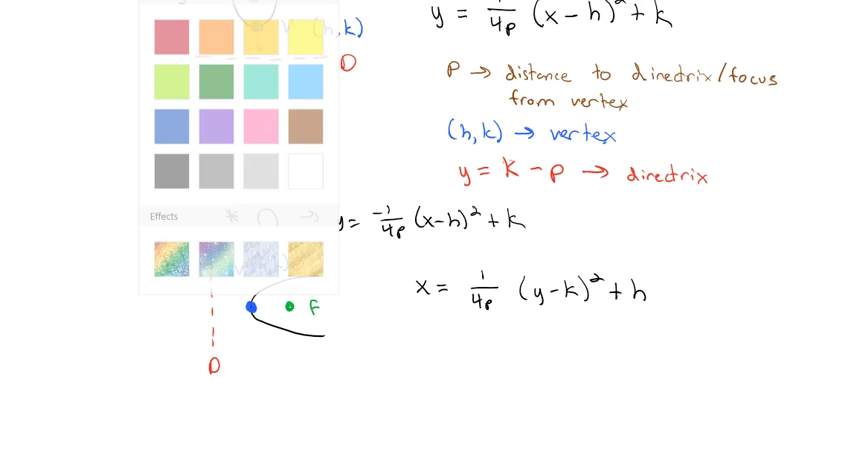 y = 1/4p (x-h)² + k
(h,k)
D
P → distance to directrix/focus
from vertex
(h,k) → vertex
y = k - p → directrix
Effects
y = -1/4p (x-h)² + k
x = 1/4p (y-k)² + h
F
D